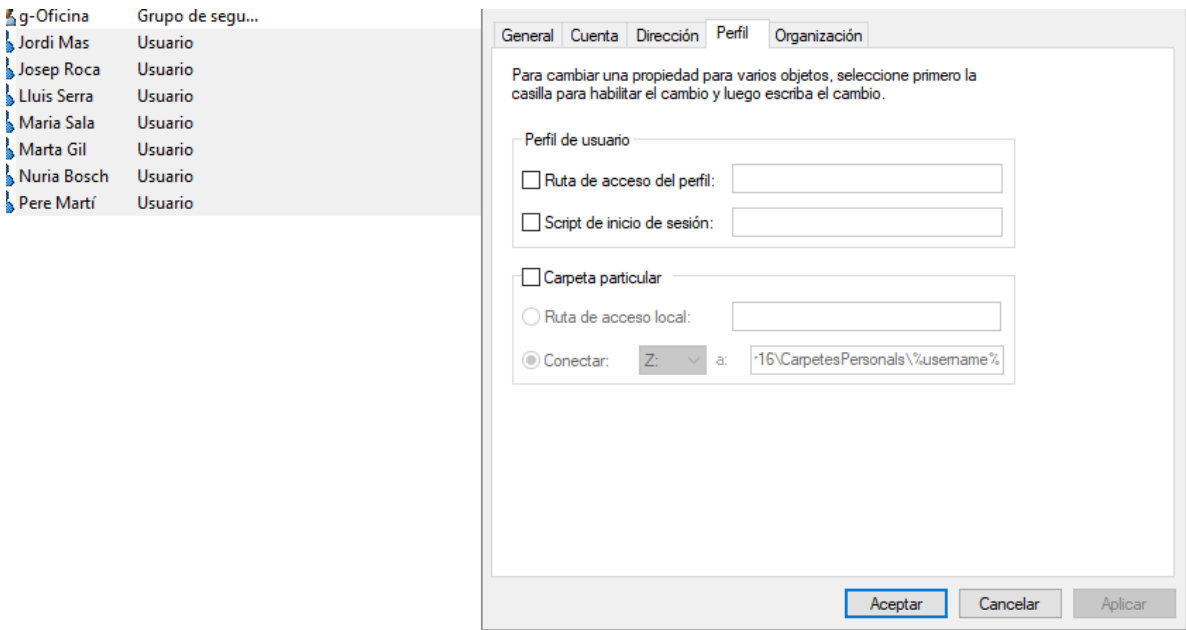 g-Oficina Grupo de segu...
Jordi Mas Usuario
Josep Roca Usuario
Lluis Serra Usuario
Maria Sala Usuario
Marta Gil Usuario
Nuria Bosch Usuario
Pere Martí Usuario
General Cuenta Dirección Perfil Organización
Para cambiar una propiedad para varios objetos, seleccione primero la
casilla para habilitar el cambio y luego escriba el cambio.
Perfil de usuario
Ruta de acceso del perfil:
Script de inicio de sesión:
Carpeta particular
Ruta de acceso local:
Conectar: Z: a: -16\CarpetesPersonals\%username%
Aceptar Cancelar Aplicar